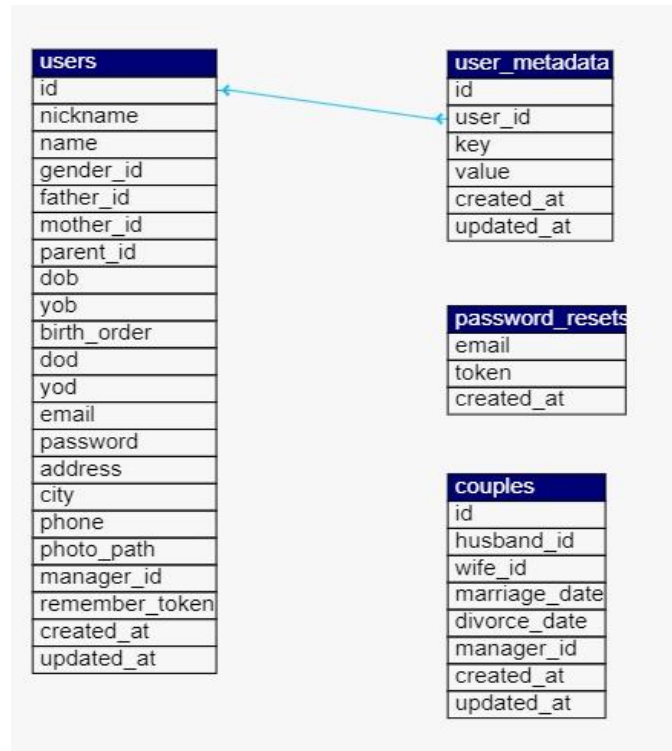 users
id
nickname
name
gender_id
father_id
mother_id
parent_id
dob
yob
birth_order
dod
yod
email
password
address
city
phone
photo_path
manager_id
remember_token
created_at
updated_at
user_metadata
id
user_id
key
value
created_at
updated_at
password_resets
email
token
created_at
couples
id
husband_id
wife_id
marriage_date
divorce_date
manager_id
created_at
updated_at